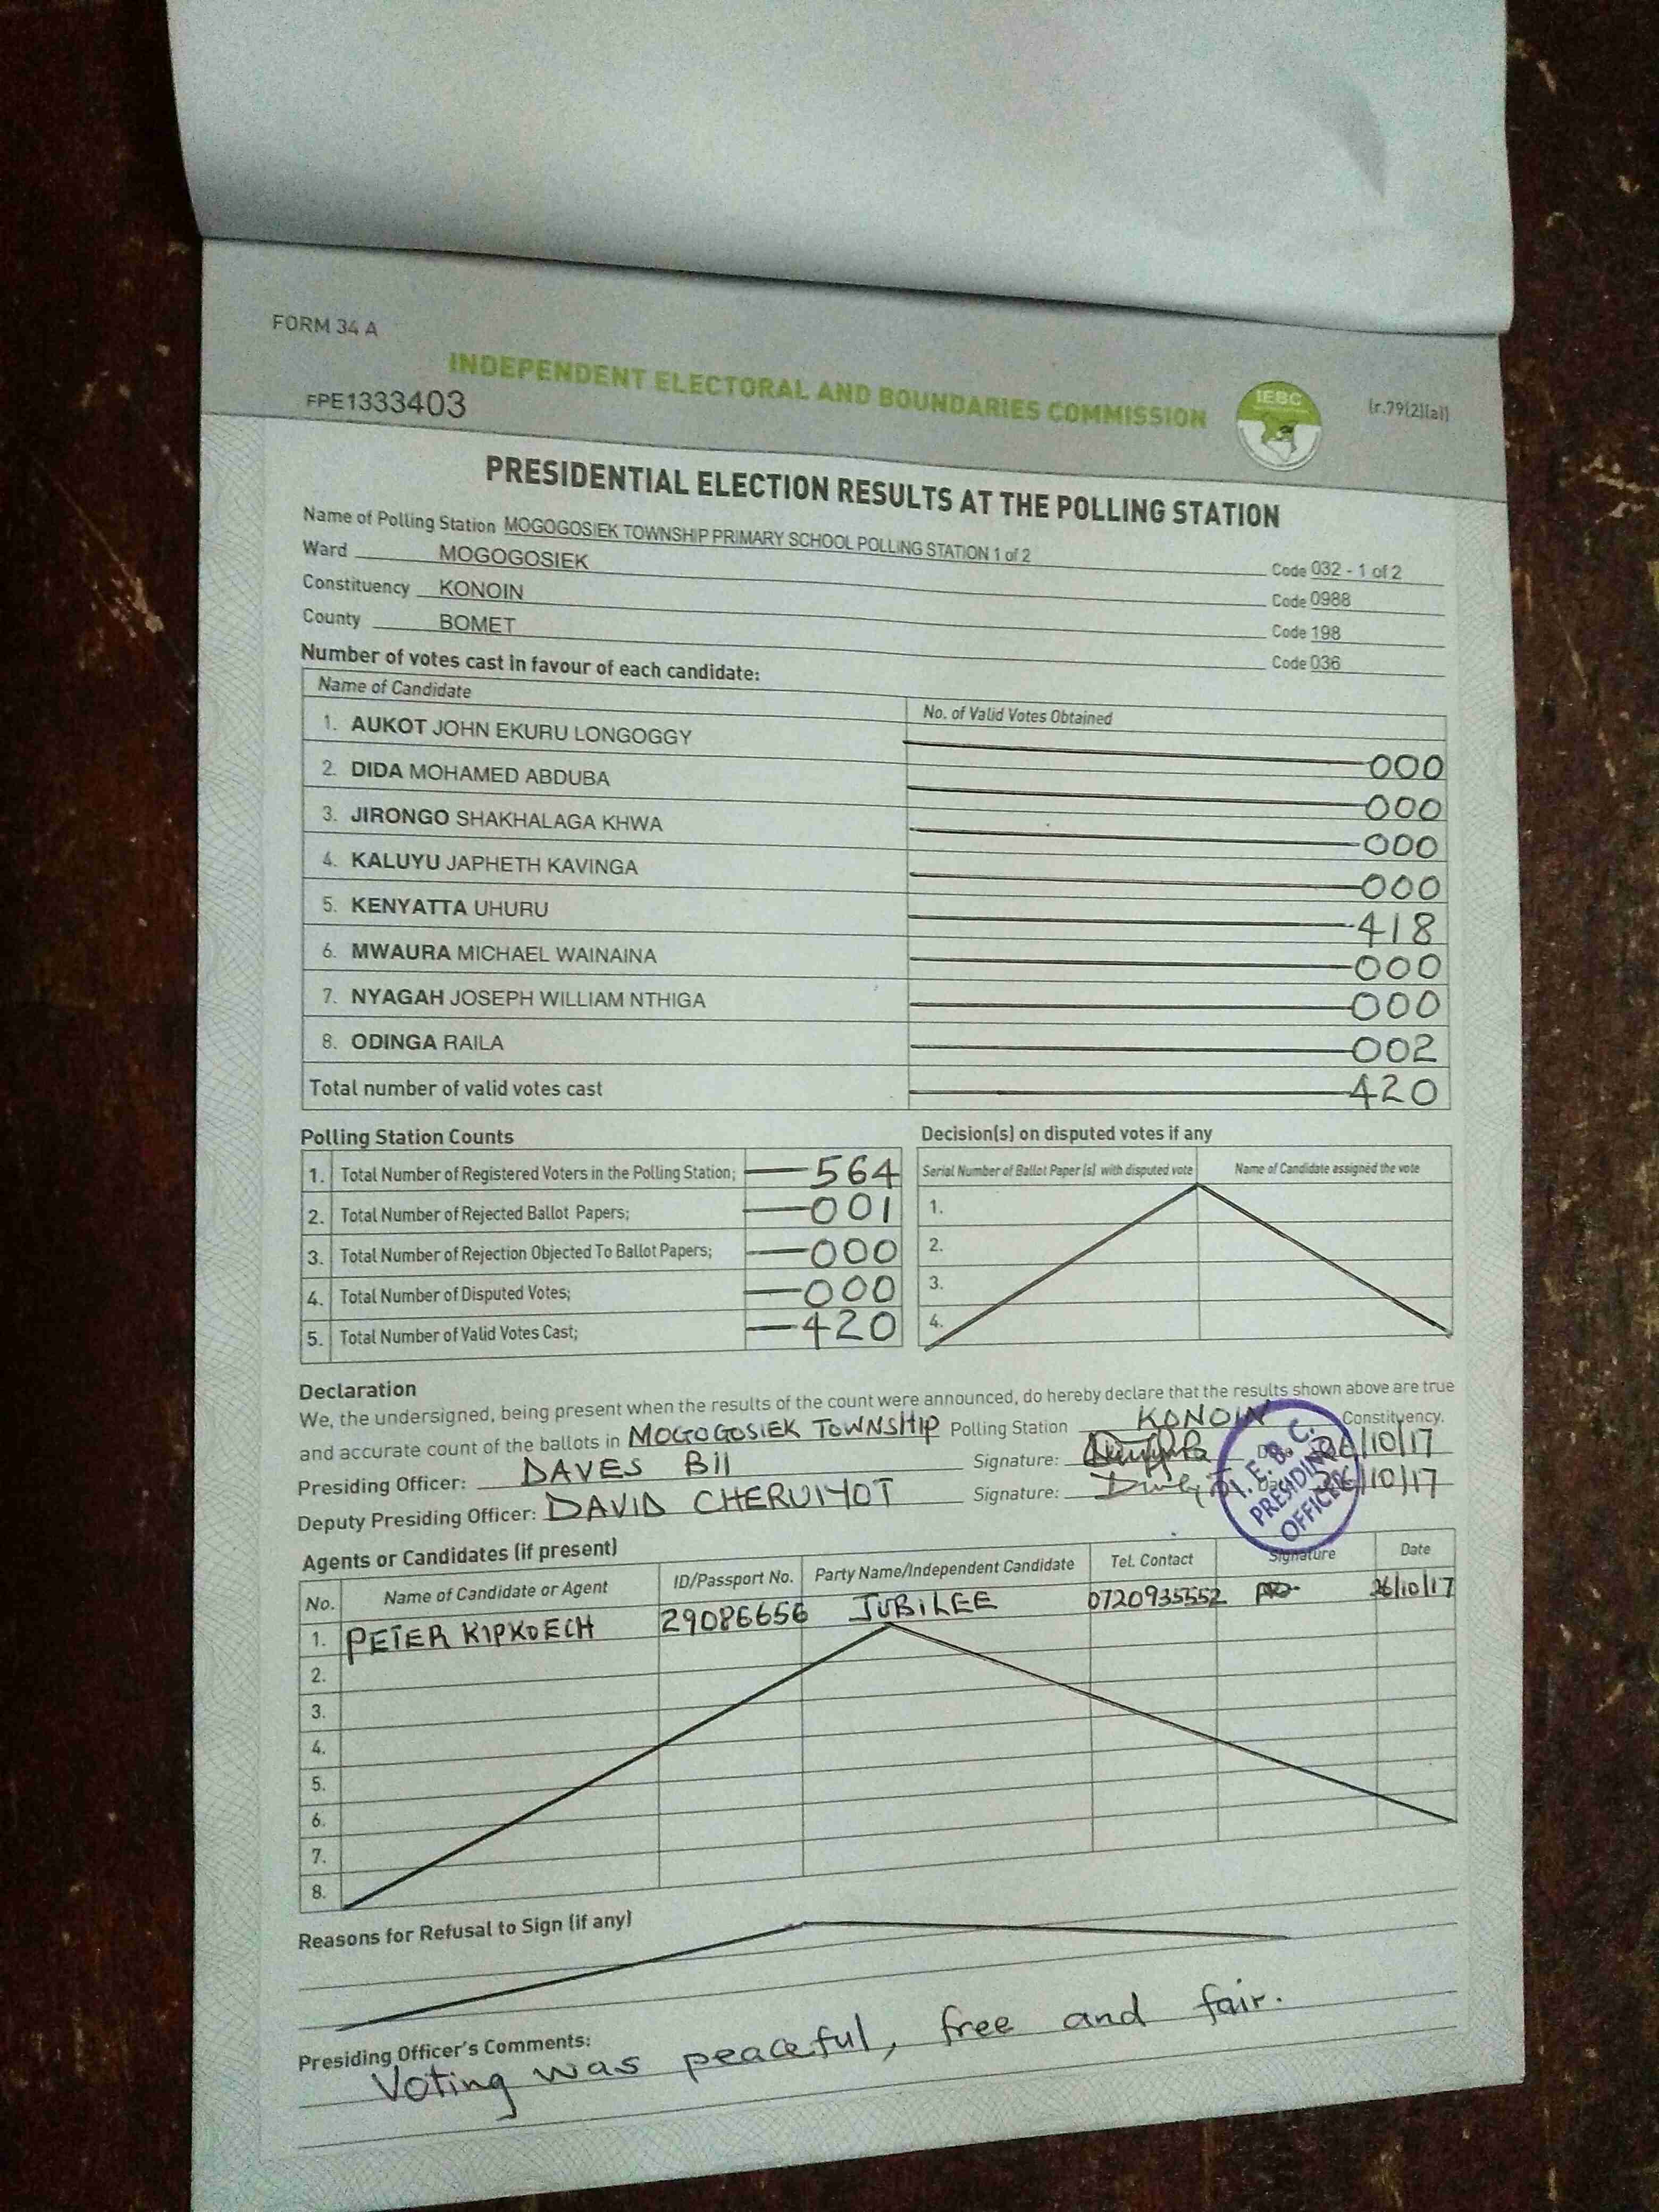 FORM 34 A
INDEPENDENT ELECTORAL AND BOUNDARIES COMMISSION
IEBC
(r.79(2)(a))
FPE1333403
PRESIDENTIAL ELECTION RESULTS AT THE POLLING STATION
Name of Polling Station MOGOGOSIEK TOWNSHIP PRIMARY SCHOOL POLLING STATION 1 of 2 Code 032 - 1 of 2
Ward MOGOGOSIEK Code 0988
Constituency KONOIN Code 198
County BOMET Code 036
Number of votes cast in favour of each candidate:
Name of Candidate No. of Valid Votes Obtained
1. AUKOT JOHN EKURU LONGOGGY 000
2. DIDA MOHAMED ABDUBA 000
3. JIRONGO SHAKHALAGA KHWA 000
4. KALUYU JAPHETH KAVINGA 000
5. KENYATTA UHURU 418
6. MWAURA MICHAEL WAINAINA 000
7. NYAGAH JOSEPH WILLIAM NTHIGA 000
8. ODINGA RAILA 002
Total number of valid votes cast 420
Polling Station Counts
1. Total Number of Registered Voters in the Polling Station; 564
2. Total Number of Rejected Ballot Papers; 001
3. Total Number of Rejection Objected To Ballot Papers; 000
4. Total Number of Disputed Votes; 000
5. Total Number of Valid Votes Cast; 420
Decision(s) on disputed votes if any
Serial Number of Ballot Paper (s) with disputed vote Name of Candidate assigned the vote
1.
2.
3.
4.
Declaration
We, the undersigned, being present when the results of the count were announced, do hereby declare that the results shown above are true
and accurate count of the ballots in MOGOGOSIEK TOWNSHIP Polling Station KONOIN Constituency.
Presiding Officer: DAVES BII Signature: 26/10/17
Deputy Presiding Officer: DAVID CHERUIYOT Signature: 26/10/17
I. E. B. C.
PRESIDING
OFFICER
Agents or Candidates (if present)
No. Name of Candidate or Agent ID/Passport No. Party Name/Independent Candidate Tel. Contact Signature Date
1. PETER KIPKOECH 29086656 JUBILEE 0720935552 26/10/17
2.
3.
4.
5.
6.
7.
8.
Reasons for Refusal to Sign (if any)
Presiding Officer's Comments:
Voting was peaceful, free and fair.